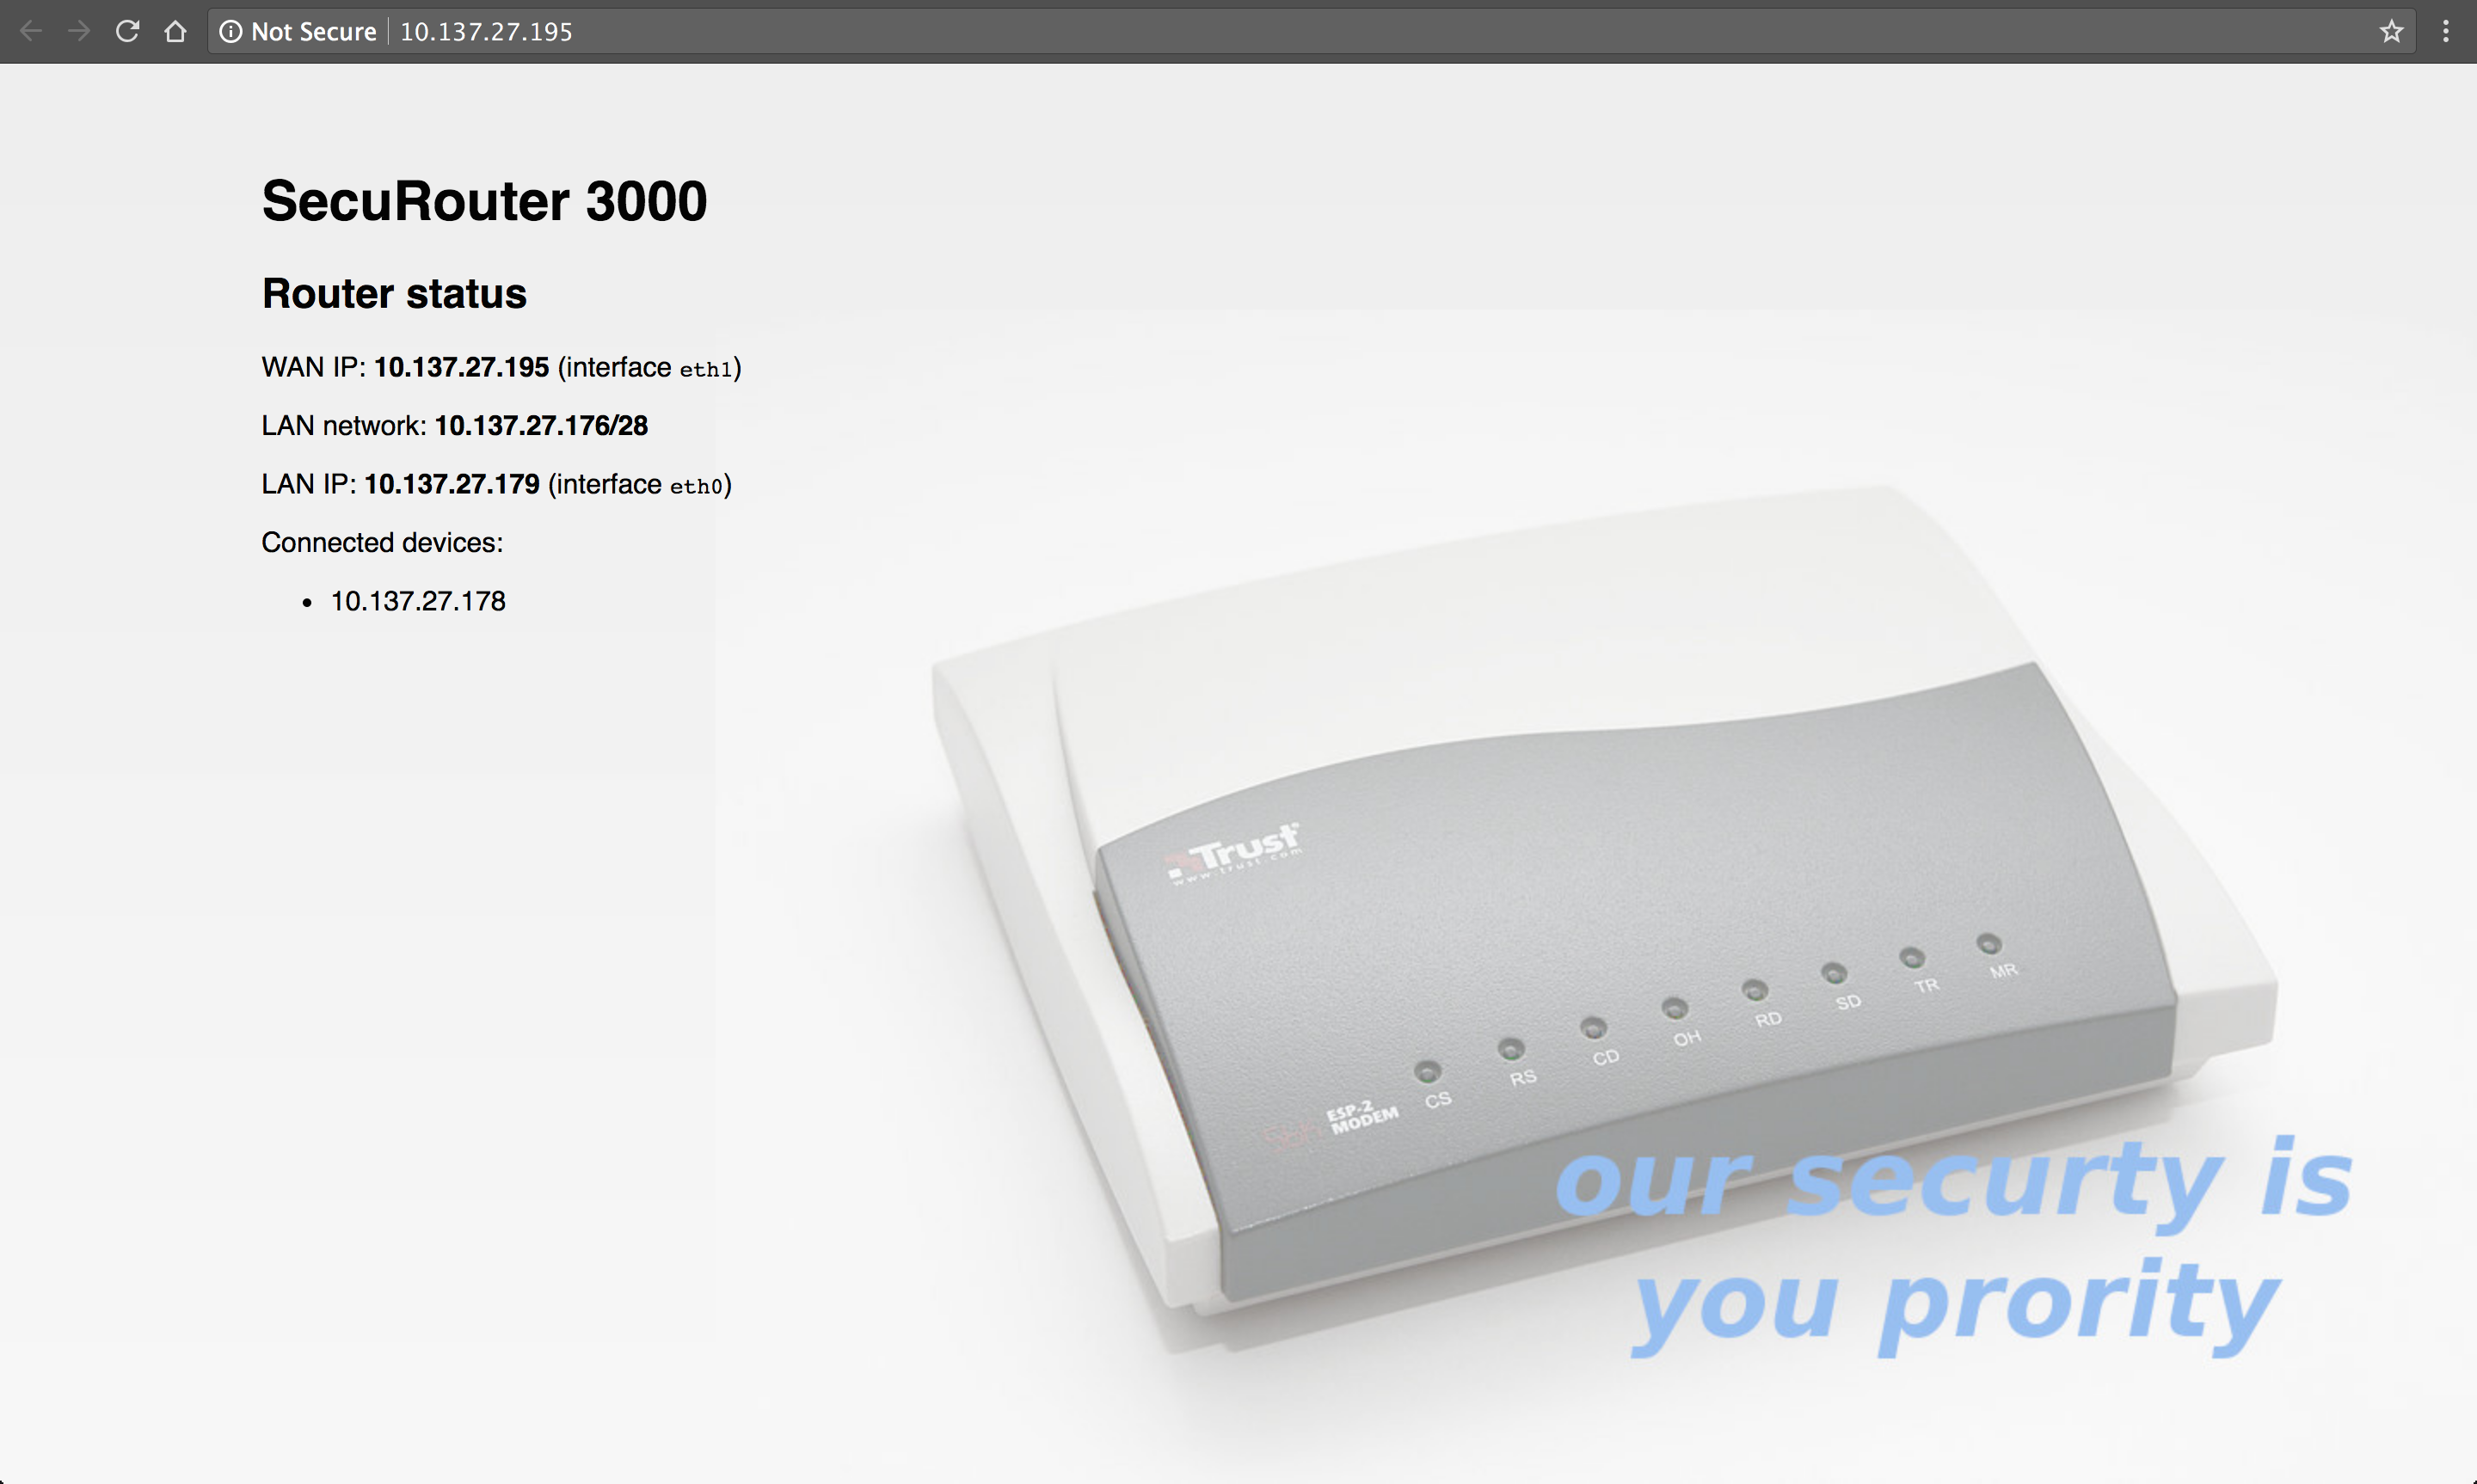 Not Secure 10.137.27.195
SecuRouter 3000
Router status
WAN IP: 10.137.27.195 (interface eth1)
LAN network: 10.137.27.176/28
LAN IP: 10.137.27.179 (interface eth0)
Connected devices:
• 10.137.27.178
Trust
www.trust.com
ESP-2
MODEM
CS RS CD OH RD SD TR MR
our securty is
you prority